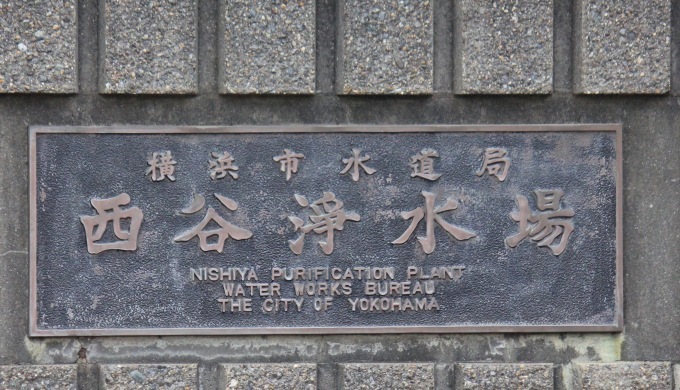 横浜市水道局
西谷淨水場
NISHIYA PURIFICATION PLANT
WATER WORKS BUREAU
THE CITY OF YOKOHAMA